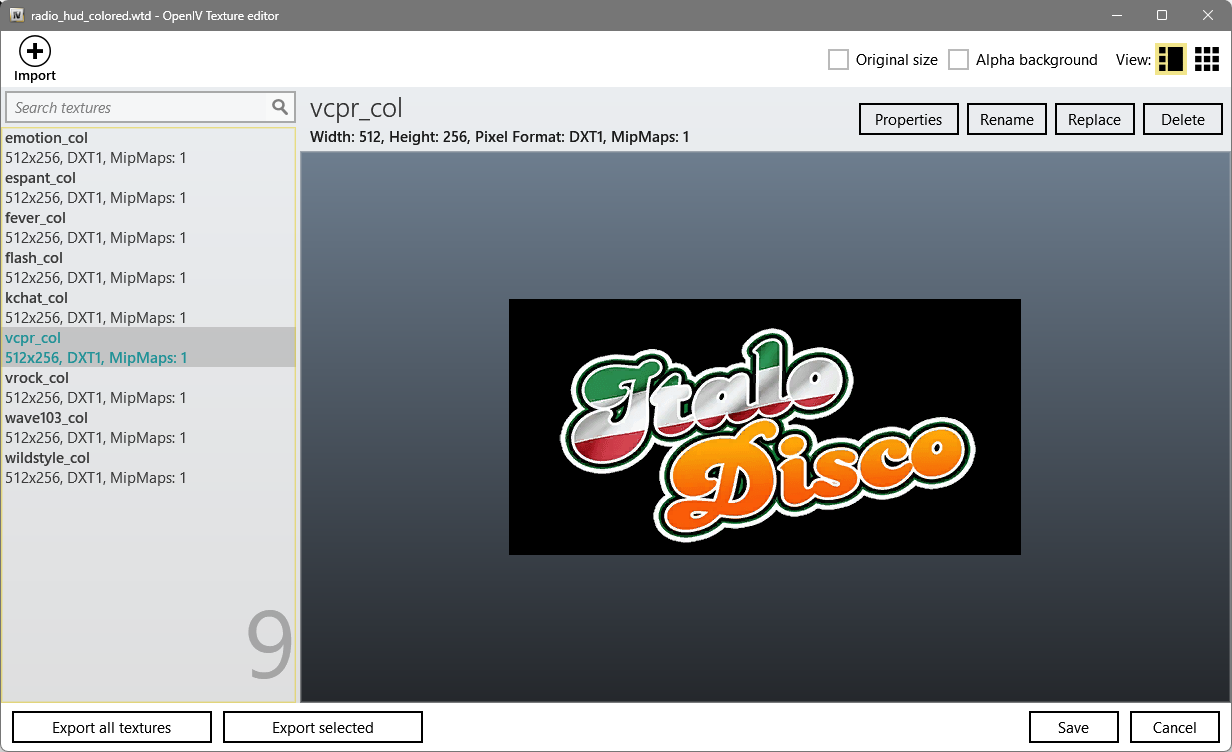 radio_hud_colored.wtd - OpenIV Texture editor
Import
Original size
Alpha background
View:
Search textures
emotion_col
512x256, DXT1, MipMaps: 1
espant_col
512x256, DXT1, MipMaps: 1
fever_col
512x256, DXT1, MipMaps: 1
flash_col
512x256, DXT1, MipMaps: 1
kchat_col
512x256, DXT1, MipMaps: 1
vcpr_col
512x256, DXT1, MipMaps: 1
vrock_col
512x256, DXT1, MipMaps: 1
wave103_col
512x256, DXT1, MipMaps: 1
wildstyle_col
512x256, DXT1, MipMaps: 1
9
vcpr_col
Width: 512, Height: 256, Pixel Format: DXT1, MipMaps: 1
Properties
Rename
Replace
Delete
Italo
Disco
Export all textures
Export selected
Save
Cancel